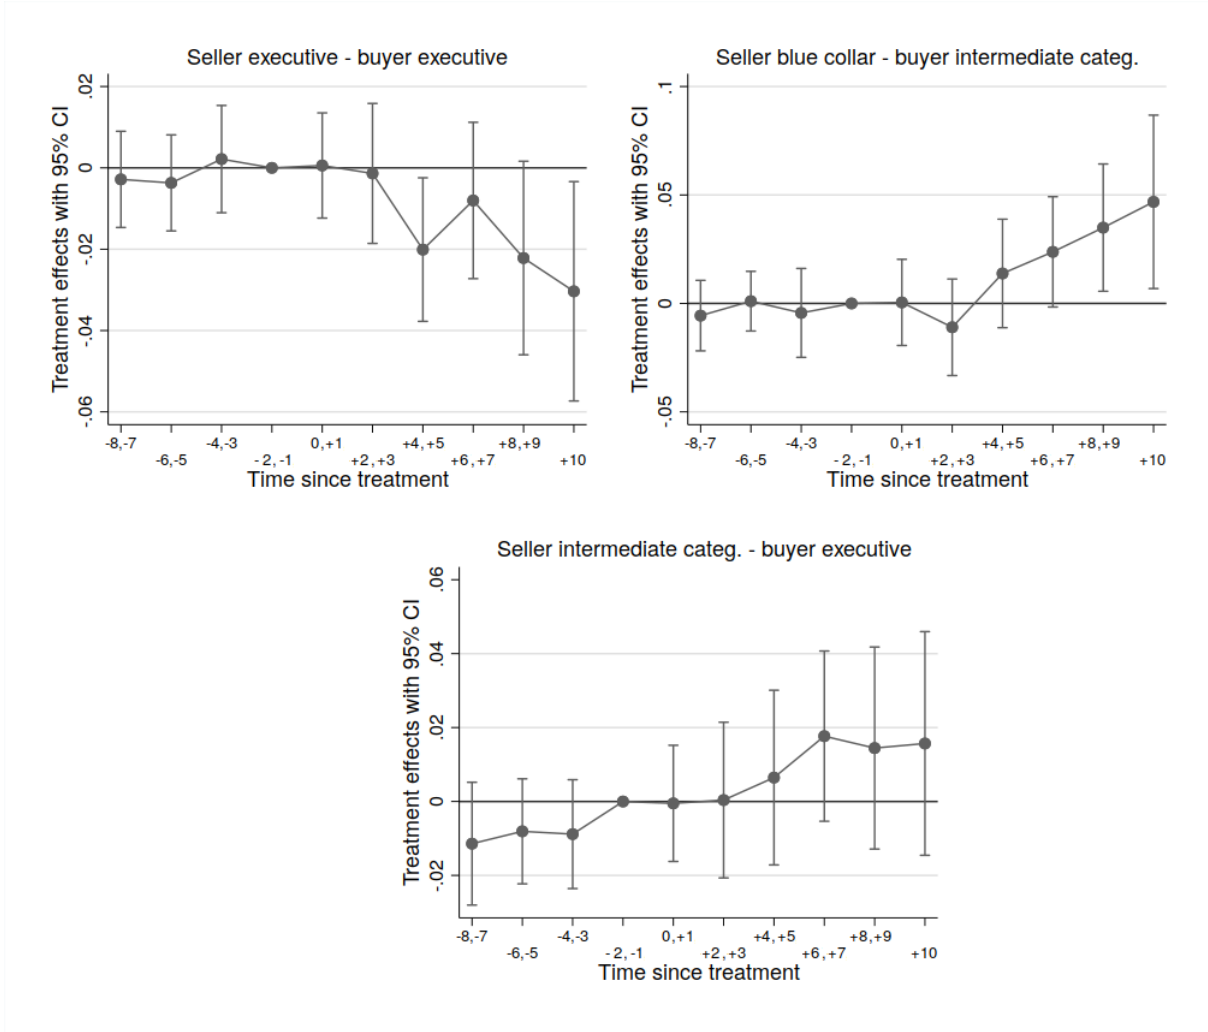 Seller executive - buyer executive
Treatment effects with 95% CI
.02
0
-.02
-.04
-.06
-8,-7 -6,-5 -4,-3 -2,-1 0,+1 +2,+3 +4,+5 +6,+7 +8,+9 +10
Time since treatment
Seller blue collar - buyer intermediate categ.
Treatment effects with 95% CI
.1
.05
0
-.05
-8,-7 -6,-5 -4,-3 -2,-1 0,+1 +2,+3 +4,+5 +6,+7 +8,+9 +10
Time since treatment
Seller intermediate categ. - buyer executive
Treatment effects with 95% CI
.06
.04
.02
0
-.02
-8,-7 -6,-5 -4,-3 -2,-1 0,+1 +2,+3 +4,+5 +6,+7 +8,+9 +10
Time since treatment